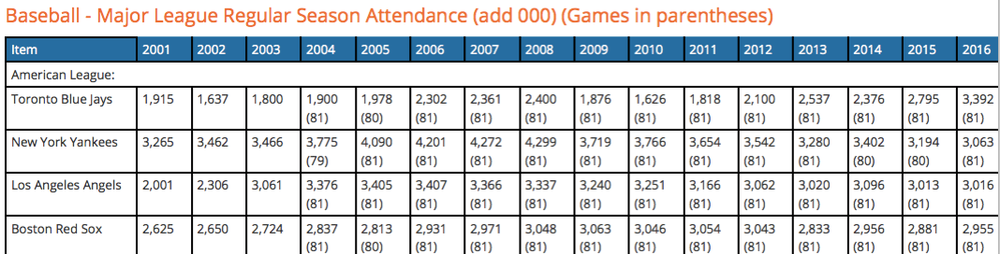 Baseball - Major League Regular Season Attendance (add 000) (Games in parentheses)
Item 2001 2002 2003 2004 2005 2006 2007 2008 2009 2010 2011 2012 2013 2014 2015 2016
American League:
Toronto Blue Jays 1,915 1,637 1,800 1,900 1,978 2,302 2,361 2,400 1,876 1,626 1,818 2,100 2,537 2,376 2,795 3,392
(81) (80) (81) (81) (81) (81) (81) (81) (81) (81) (81) (81) (81)
New York Yankees 3,265 3,462 3,466 3,775 4,090 4,201 4,272 4,299 3,719 3,766 3,654 3,542 3,280 3,402 3,194 3,063
(79) (81) (81) (81) (81) (81) (81) (81) (81) (81) (80) (80) (81)
Los Angeles Angels 2,001 2,306 3,061 3,376 3,405 3,407 3,366 3,337 3,240 3,251 3,166 3,062 3,020 3,096 3,013 3,016
(81) (81) (81) (81) (81) (81) (81) (81) (81) (81) (81) (81) (81)
Boston Red Sox 2,625 2,650 2,724 2,837 2,813 2,931 2,971 3,048 3,063 3,046 3,054 3,043 2,833 2,956 2,881 2,955
(81) (80) (81) (81) (81) (81) (81) (81) (81) (81) (81) (81) (81)